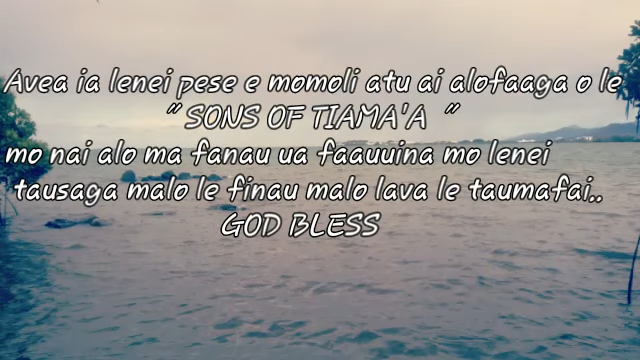 Avea ia lenei pese e momoli atu ai alofaaga o le
" SONS OF TIAMA'A "
mo nai alo ma fanau ua faauuina mo lenei
tausaga malo le finau malo lava le taumafai..
GOD BLESS